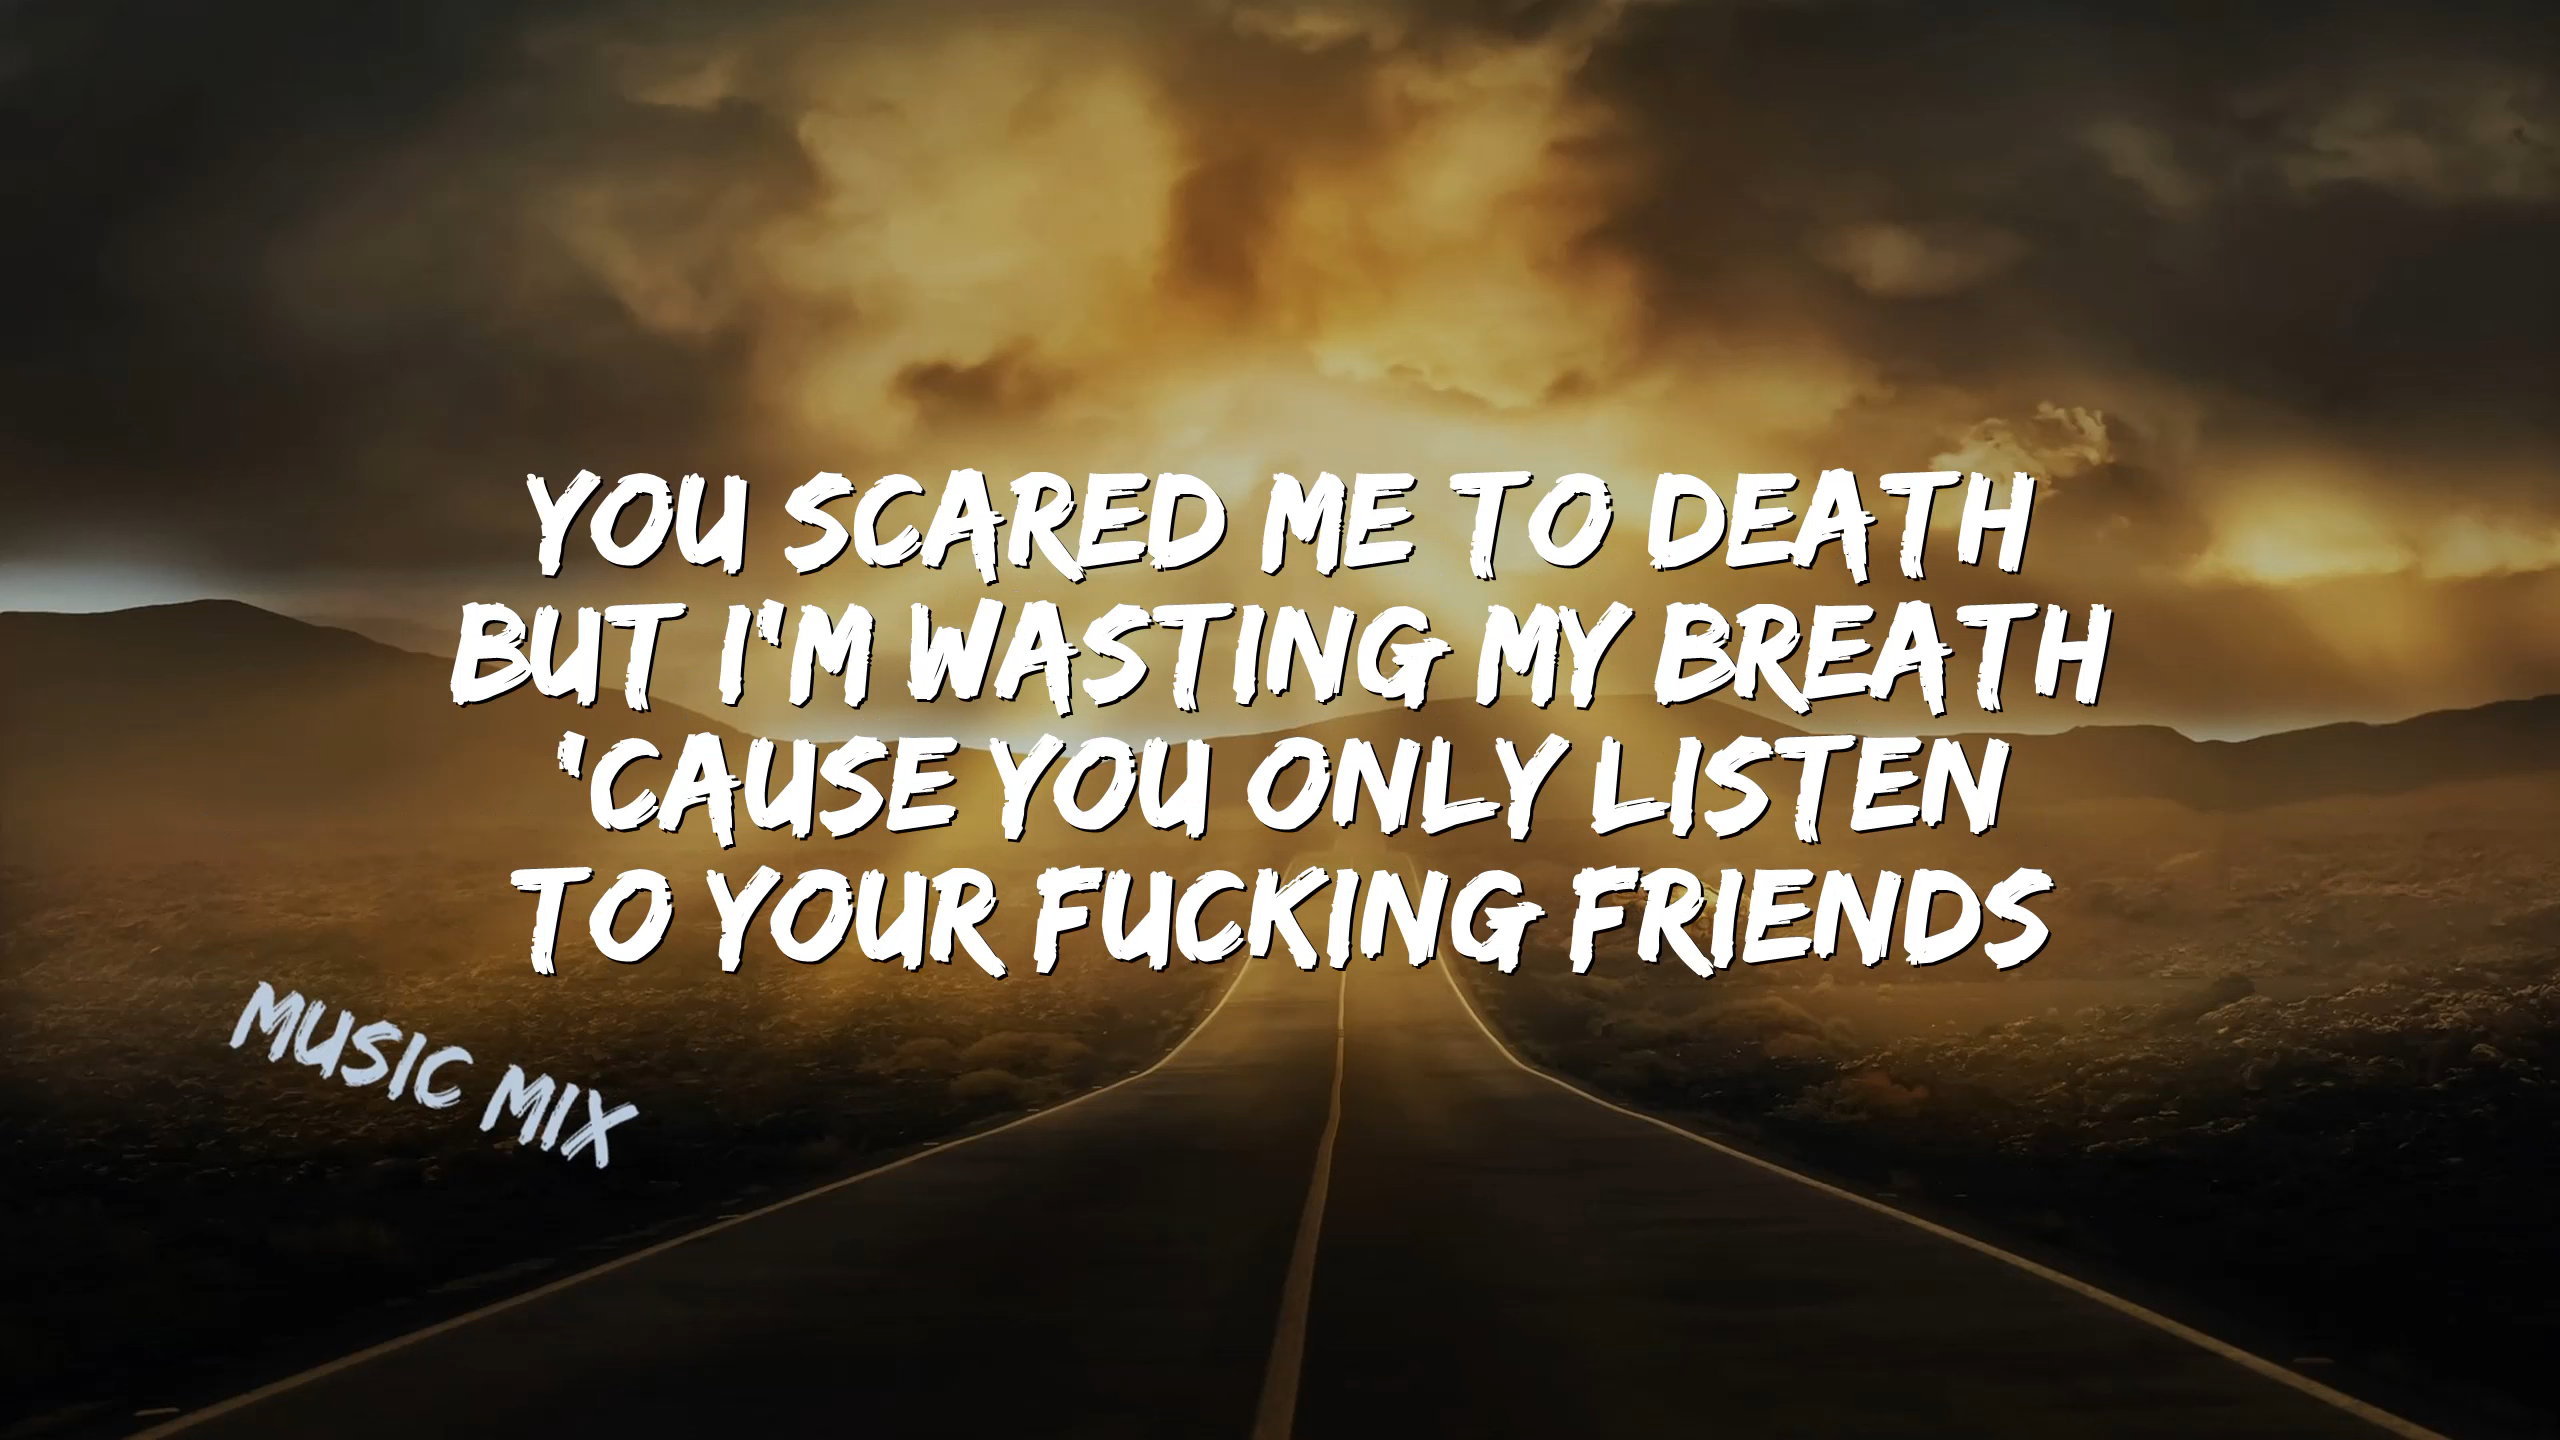 YOU SCARED ME TO DEATH
BUT I'M WASTING MY BREATH
'CAUSE YOU ONLY LISTEN
TO YOUR FUCKING FRIENDS
MUSIC MIX